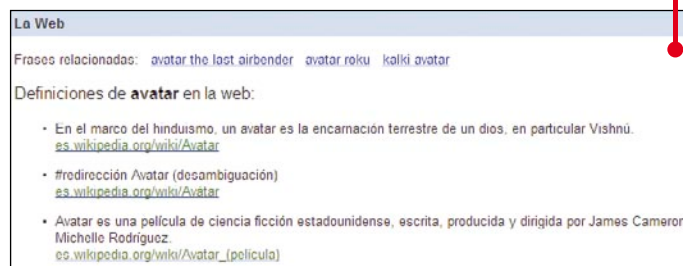 La Web
Frases relacionadas: avatar the last airbender avatar roku kalki avatar
Definiciones de avatar en la web:
• En el marco del hinduismo, un avatar es la encarnación terrestre de un dios, en particular Vishnú.
es.wikipedia.org/wiki/Avatar
• #redirección Avatar (desambiguación)
es.wikipedia.org/wiki/Avatar
• Avatar es una película de ciencia ficción estadounidense, escrita, producida y dirigida por James Cameron
Michelle Rodríguez.
es.wikipedia.org/wiki/Avatar_(película)